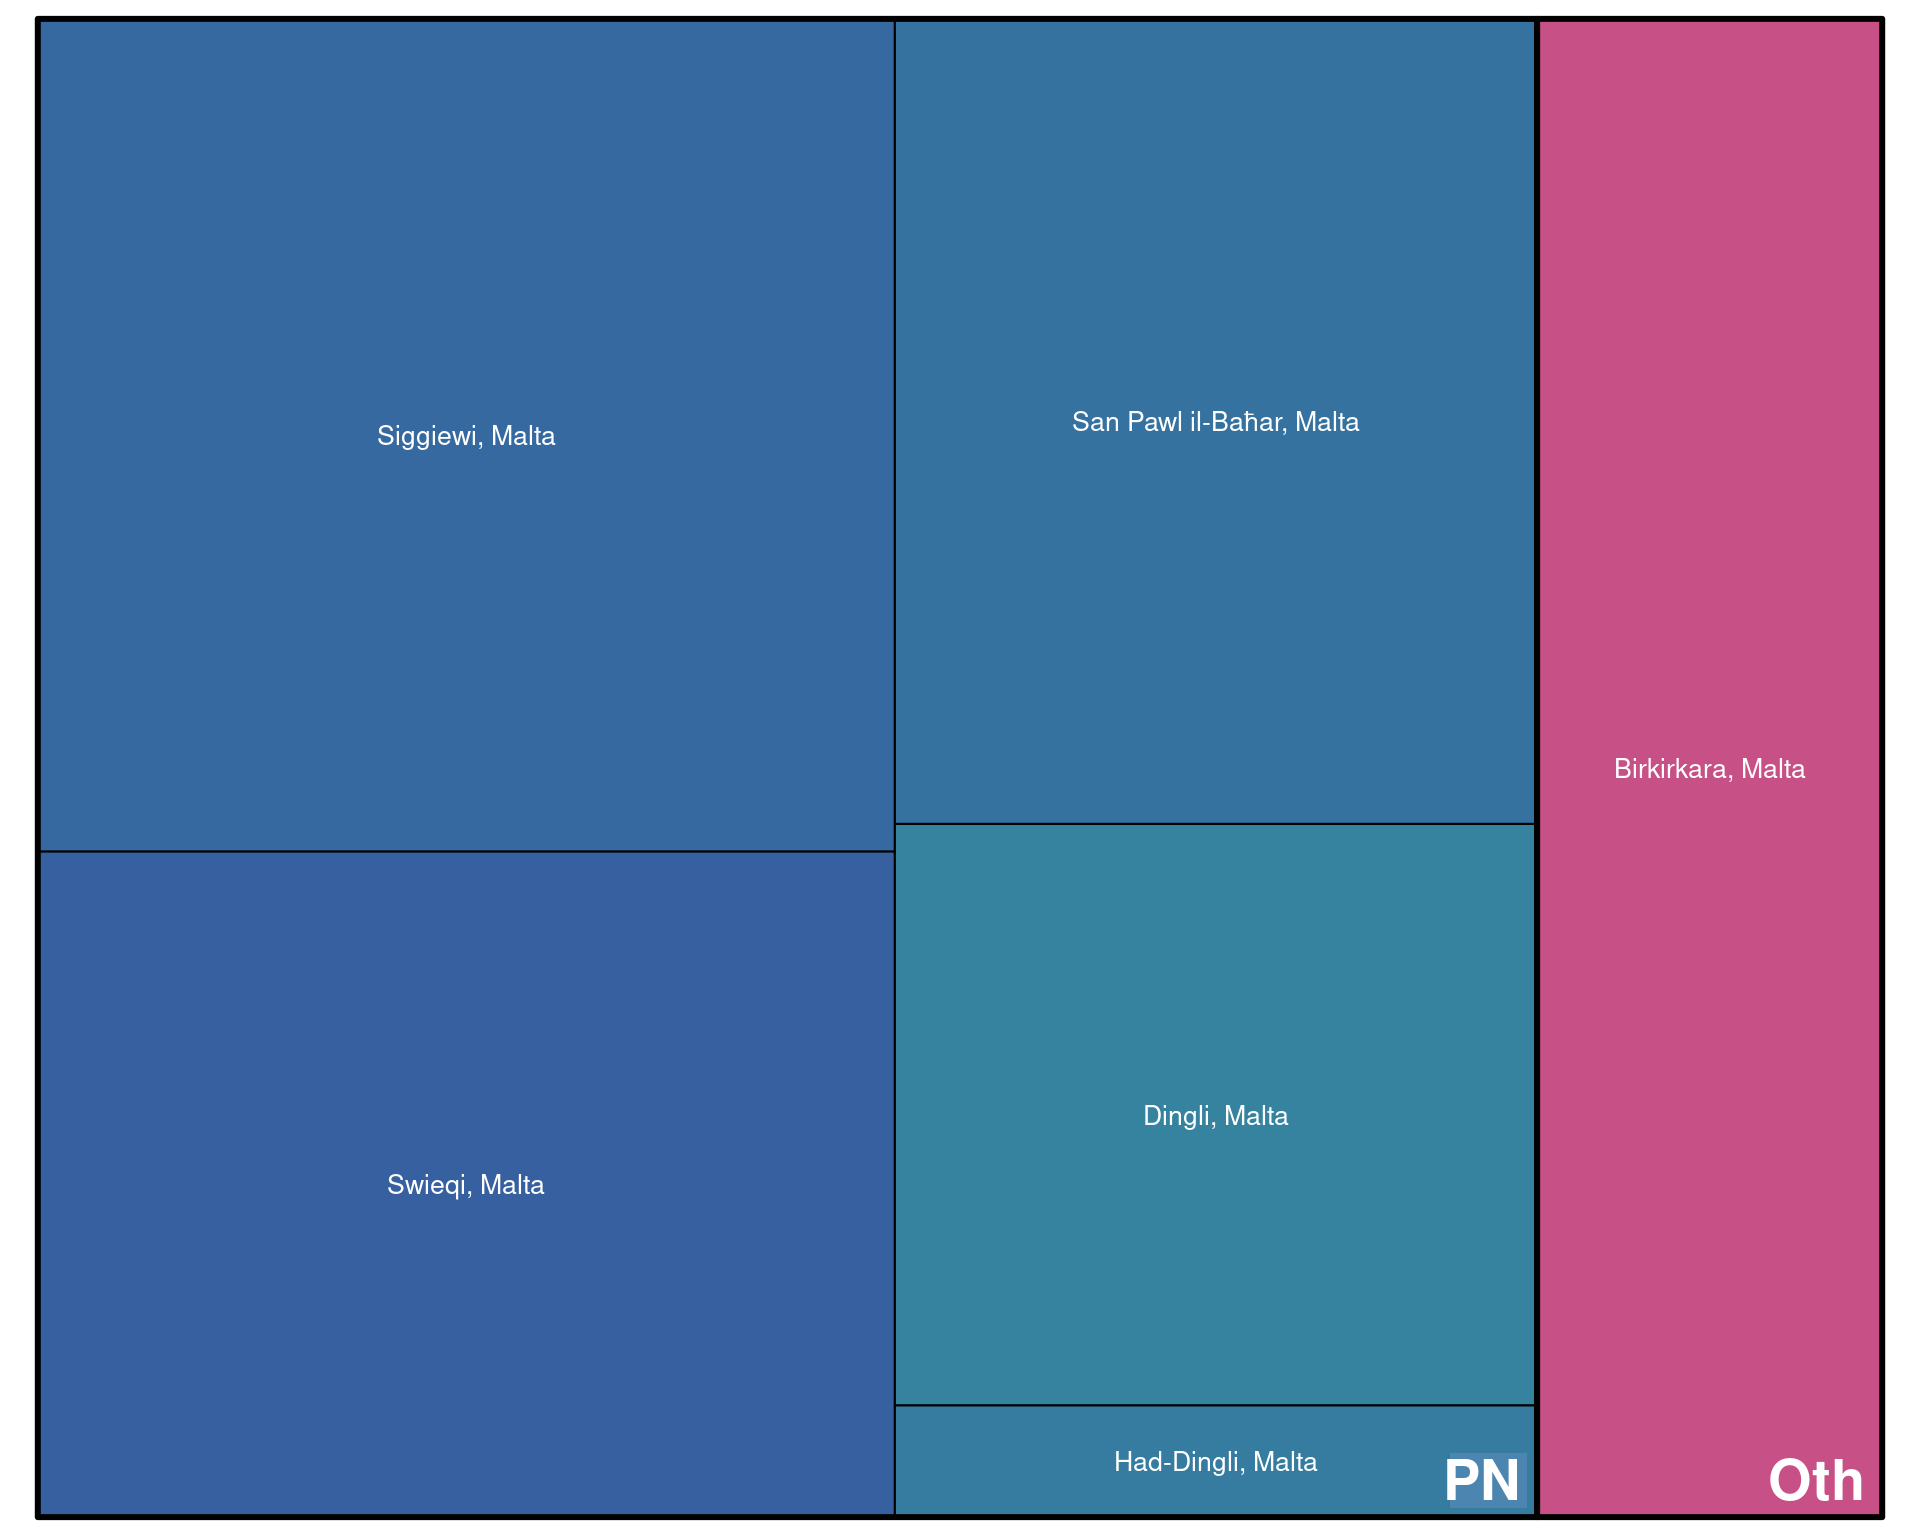 Siggiewi, Malta
San Pawl il-Baħar, Malta
Birkirkara, Malta
Dingli, Malta
Swieqi, Malta
Had-Dingli, Malta
PN
Oth